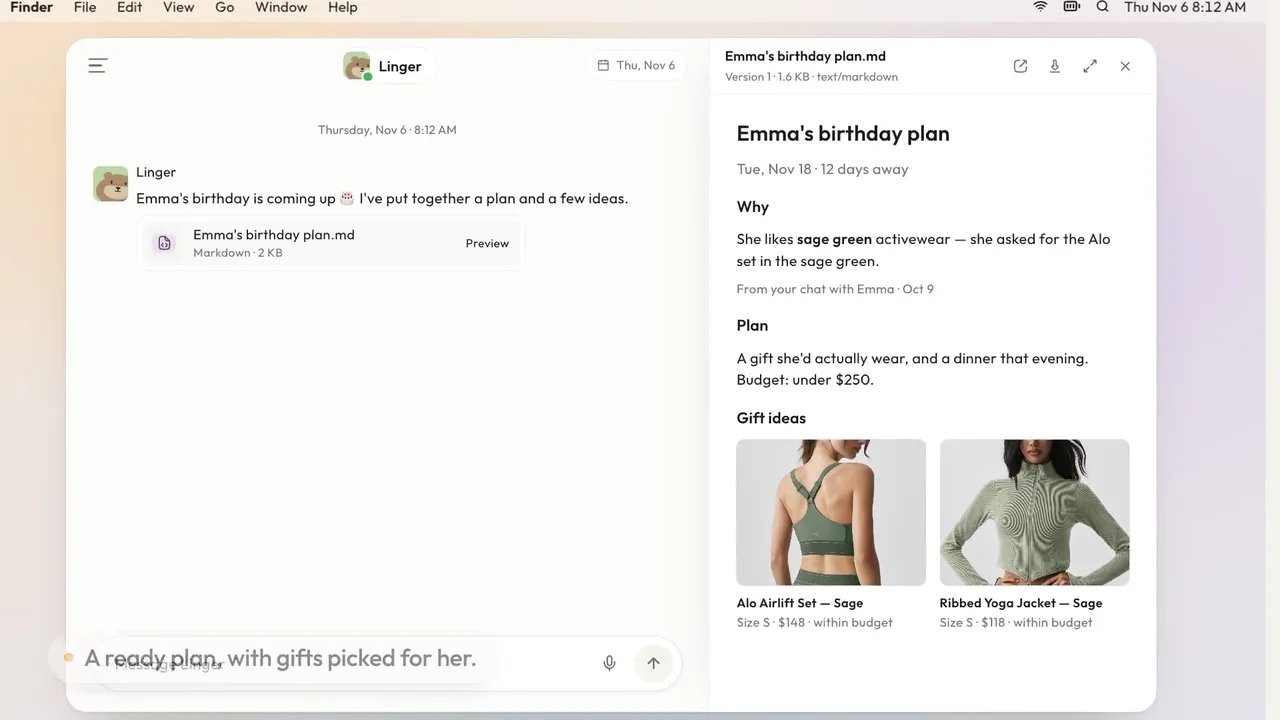 Finder File Edit View Go Window Help
Thu Nov 6 8:12 AM
Linger
Thu, Nov 6
Thursday, Nov 6 · 8:12 AM
Linger
Emma's birthday is coming up 🎂 I've put together a plan and a few ideas.
Emma's birthday plan.md
Markdown · 2 KB
Preview
Message Linger
A ready plan, with gifts picked for her.
Emma's birthday plan.md
Version 1 · 1.6 KB · text/markdown
Emma's birthday plan
Tue, Nov 18 · 12 days away
Why
She likes sage green activewear — she asked for the Alo
set in the sage green.
From your chat with Emma · Oct 9
Plan
A gift she'd actually wear, and a dinner that evening.
Budget: under $250.
Gift ideas
Alo Airlift Set — Sage
Size S · $148 · within budget
Ribbed Yoga Jacket — Sage
Size S · $118 · within budget